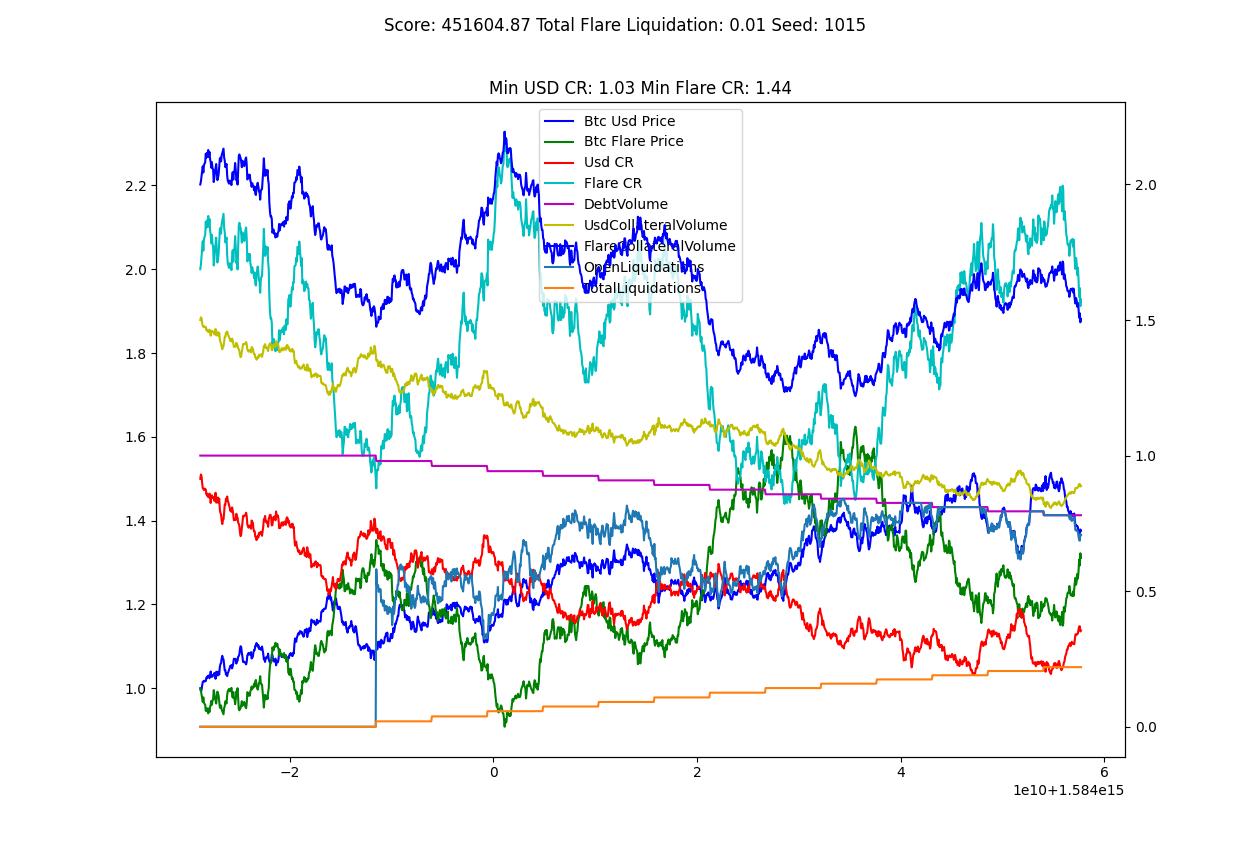 Score: 451604.87 Total Flare Liquidation: 0.01 Seed: 1015
Min USD CR: 1.03 Min Flare CR: 1.44
Btc Usd Price
Btc Flare Price
Usd CR
Flare CR
DebtVolume
UsdCollateralVolume
FlareCollateralVolume
OpenLiquidations
TotalLiquidations
2.2
2.0
1.8
1.6
1.4
1.2
1.0
2.0
1.5
1.0
0.5
0.0
−2
0
2
4
6
1e10+1.584e15